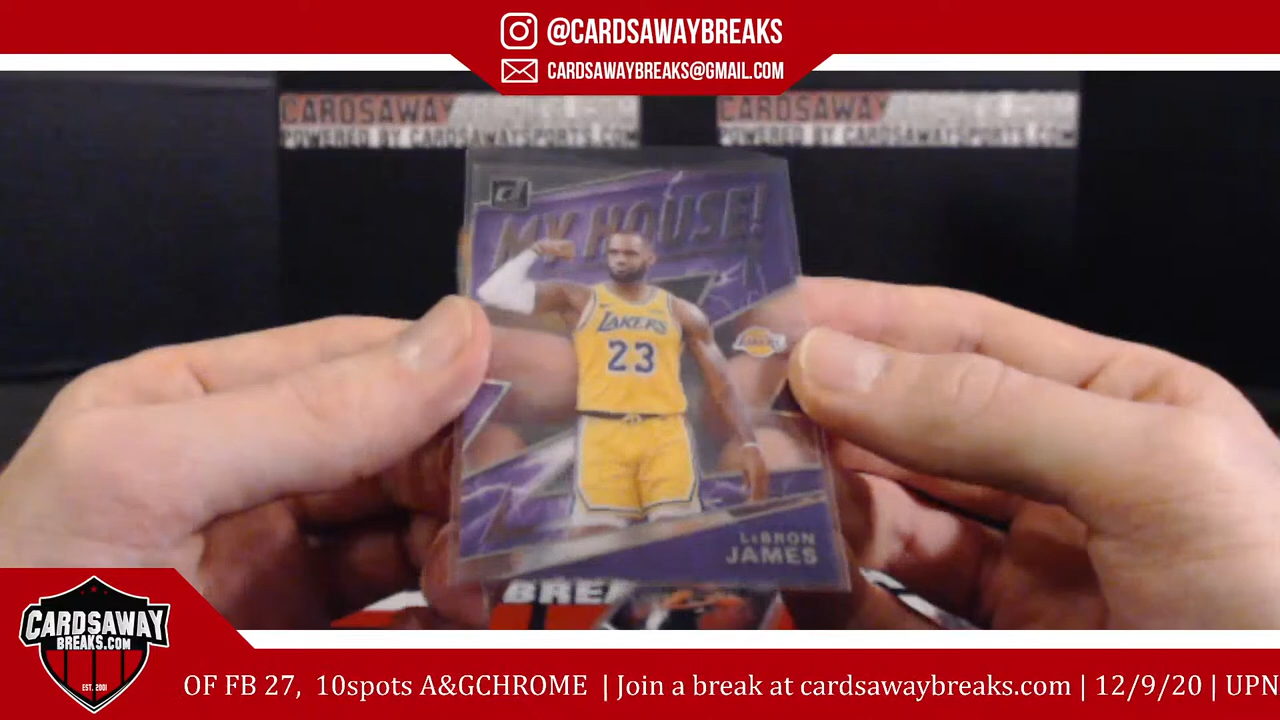 @CARDSAWAYBREAKS
CARDSAWAYBREAKS@GMAIL.COM
CARDSAWAY
POWERED BY CARDSAWAYSPORTS.COM
CARDSAWAY
POWERED BY CARDSAWAYSPORTS.COM
MY HOUSE!
LAKERS
23
LAKERS
LeBRON
JAMES
BREA
CARDSAWAY
BREAKS.COM
EST. 2001
OF FB 27, 10spots A&GCHROME | Join a break at cardsawaybreaks.com | 12/9/20 | UPN